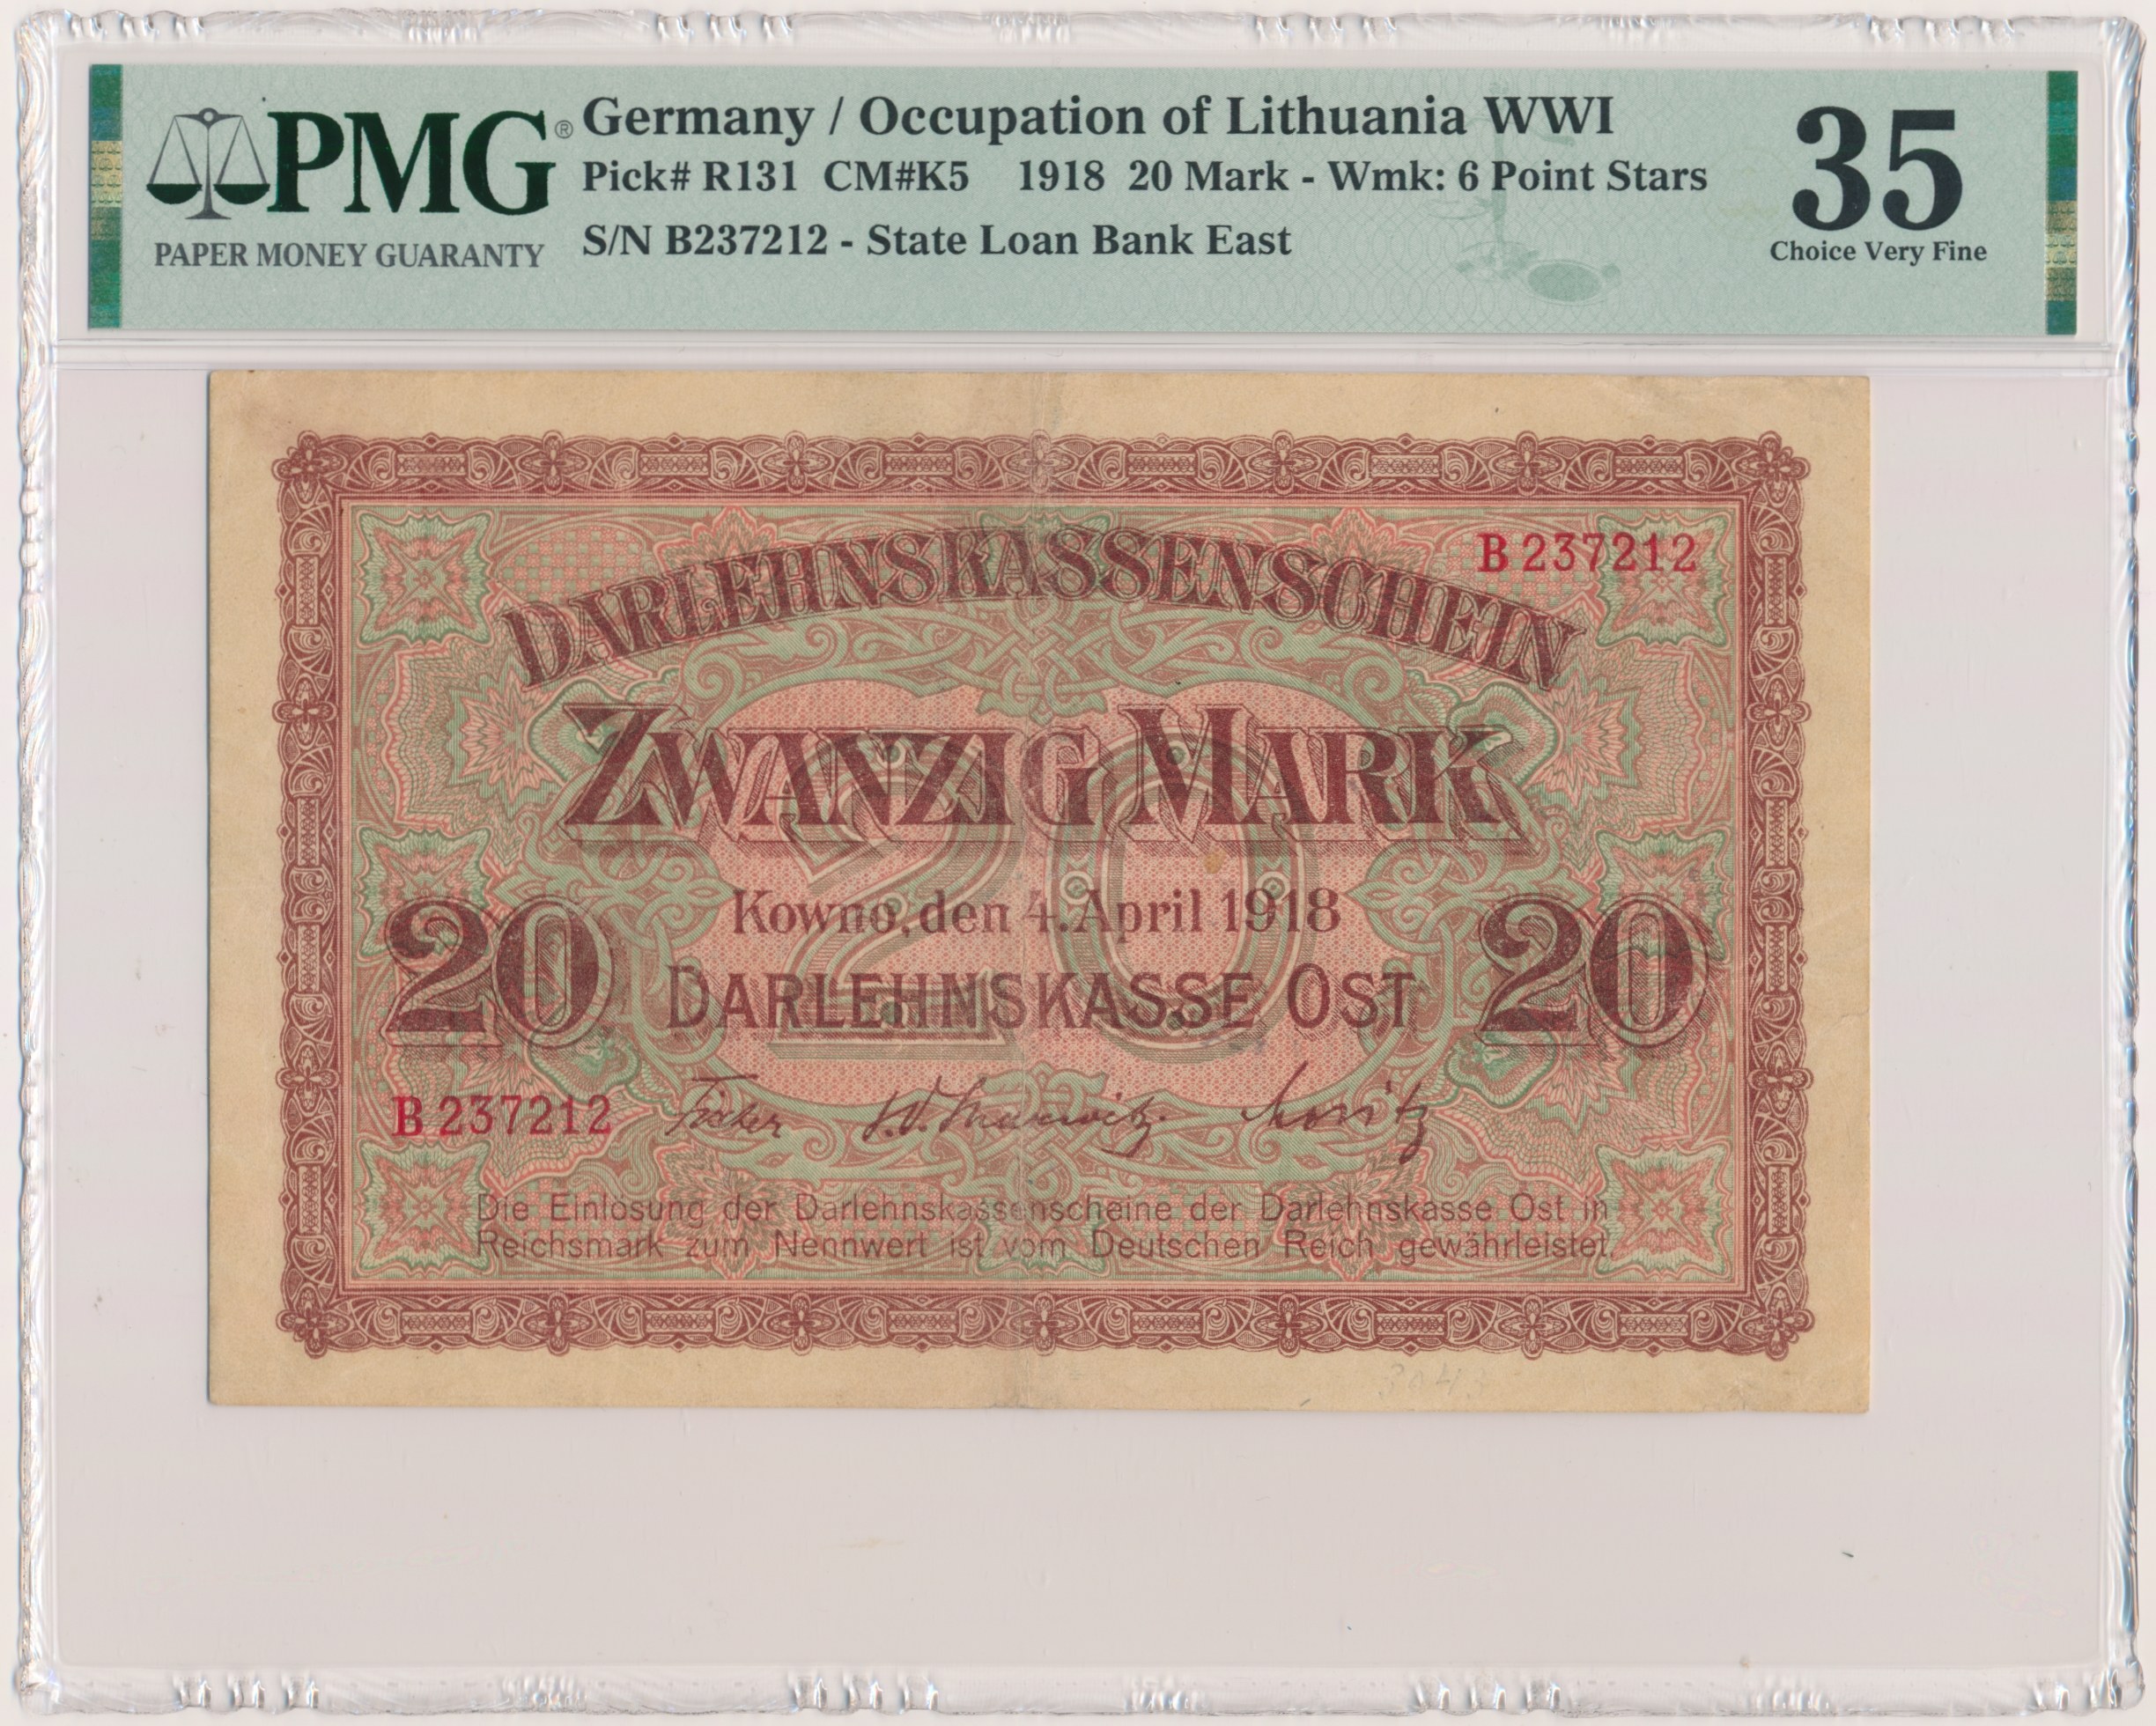 PMG®
PAPER MONEY GUARANTY
Germany / Occupation of Lithuania WWI
Pick# R131 CM#K5 1918 20 Mark - Wmk: 6 Point Stars
S/N B237212 - State Loan Bank East
35
Choice Very Fine
DARLEHNSKASSENSCHEIN
B 237212
ZWANZIG MARK
20
Kowno, den 4. April 1918
20 DARLEHNSKASSE OST 20
B 237212
Fischer
Moritz
Die Einlösung der Darlehnskassenscheine der Darlehnskasse Ost in
Reichsmark zum Nennwert ist vom Deutschen Reich gewährleistet.